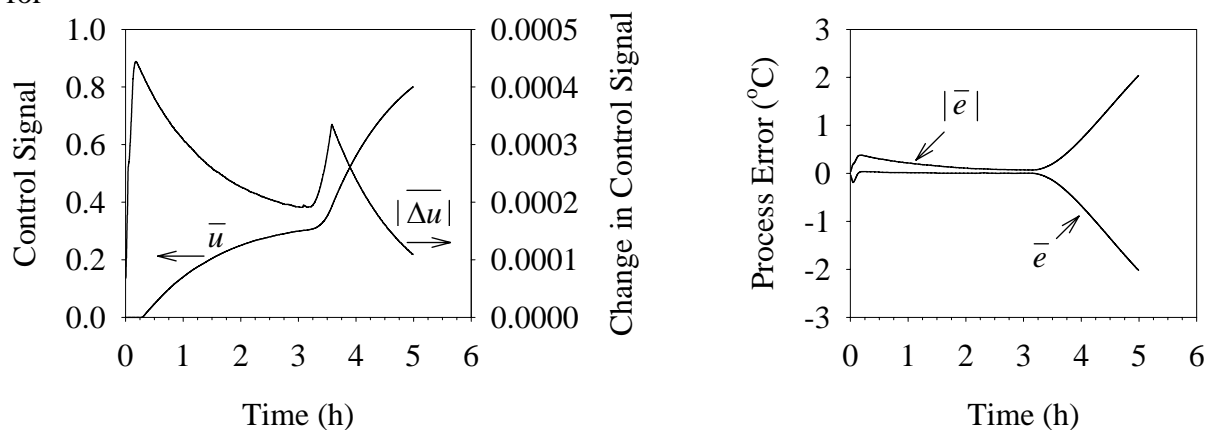 for
1.0
0.8
0.6
0.4
0.2
0.0
Control Signal
u̅
|Δu̅|
0.0005
0.0004
0.0003
0.0002
0.0001
0.0000
Change in Control Signal
0 1 2 3 4 5 6
Time (h)
3
2
1
0
-1
-2
-3
Process Error (°C)
|e̅|
e̅
0 1 2 3 4 5 6
Time (h)